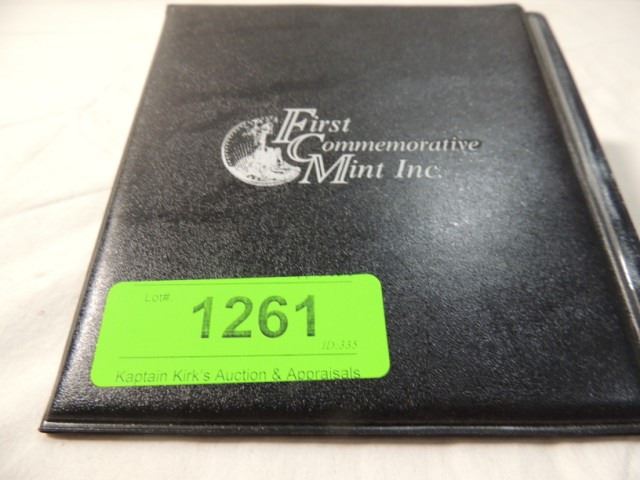 First
Commemorative
Mint Inc.
Lot#.
1261
ID:335
Kaptain Kirk's Auction & Appraisals